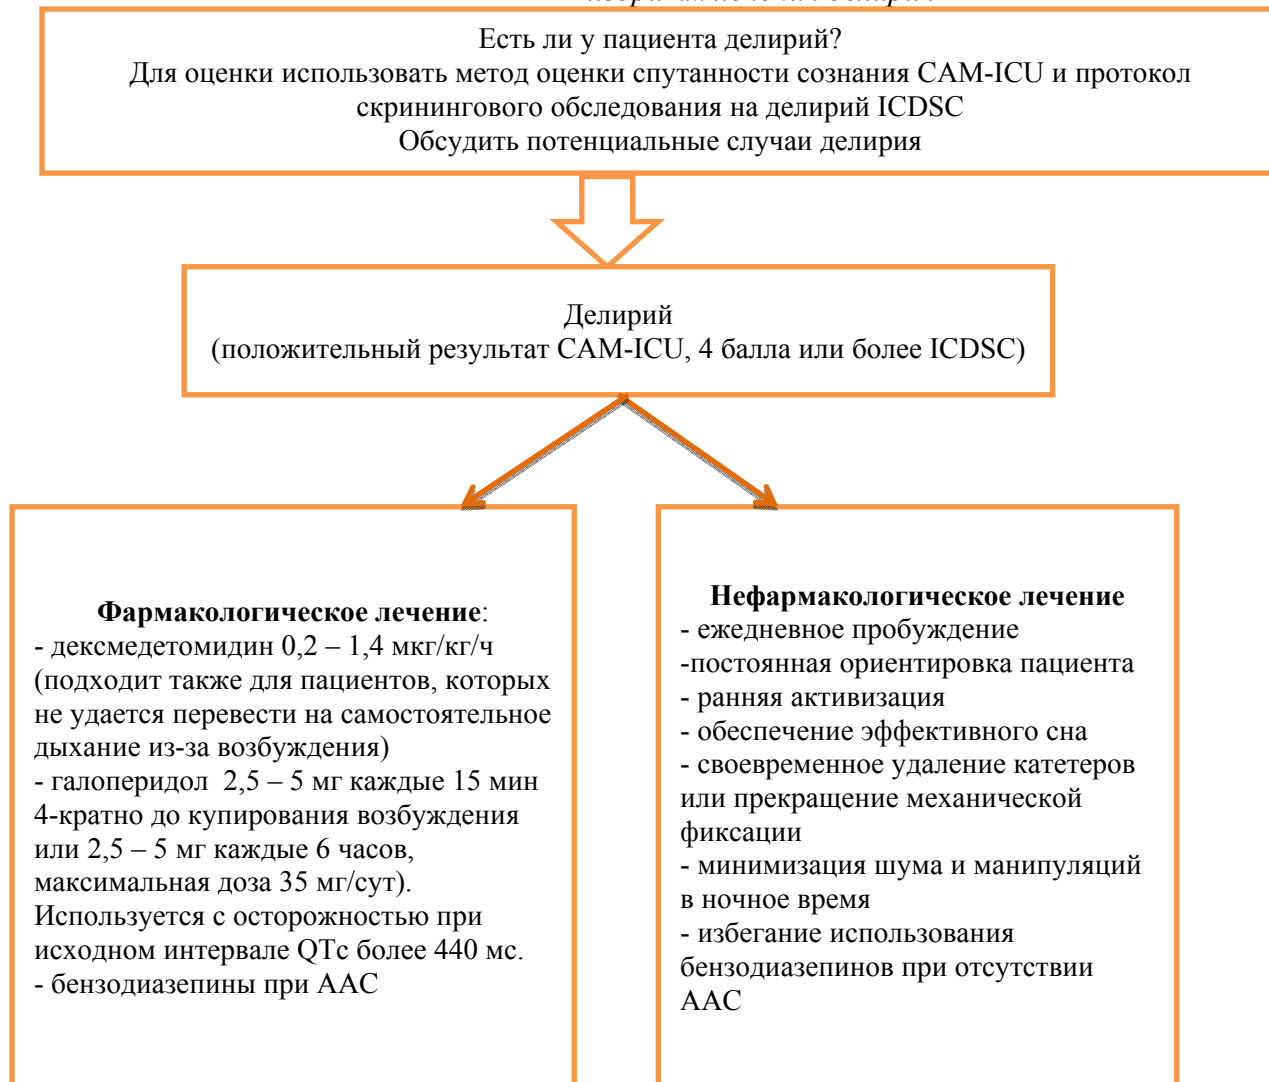 Есть ли у пациента делирий?
Для оценки использовать метод оценки спутанности сознания CAM-ICU и протокол
скринингового обследования на делирий ICDSC
Обсудить потенциальные случаи делирия
Делирий
(положительный результат CAM-ICU, 4 балла или более ICDSC)
Фармакологическое лечение:
- дексмедетомидин 0,2 – 1,4 мкг/кг/ч
(подходит также для пациентов, которых
не удается перевести на самостоятельное
дыхание из-за возбуждения)
- галоперидол 2,5 – 5 мг каждые 15 мин
4-кратно до купирования возбуждения
или 2,5 – 5 мг каждые 6 часов,
максимальная доза 35 мг/сут).
Используется с осторожностью при
исходном интервале QTc более 440 мс.
- бензодиазепины при ААС
Нефармакологическое лечение
- ежедневное пробуждение
-постоянная ориентировка пациента
- ранняя активизация
- обеспечение эффективного сна
- своевременное удаление катетеров
или прекращение механической
фиксации
- минимизация шума и манипуляций
в ночное время
- избегание использования
бензодиазепинов при отсутствии
ААС